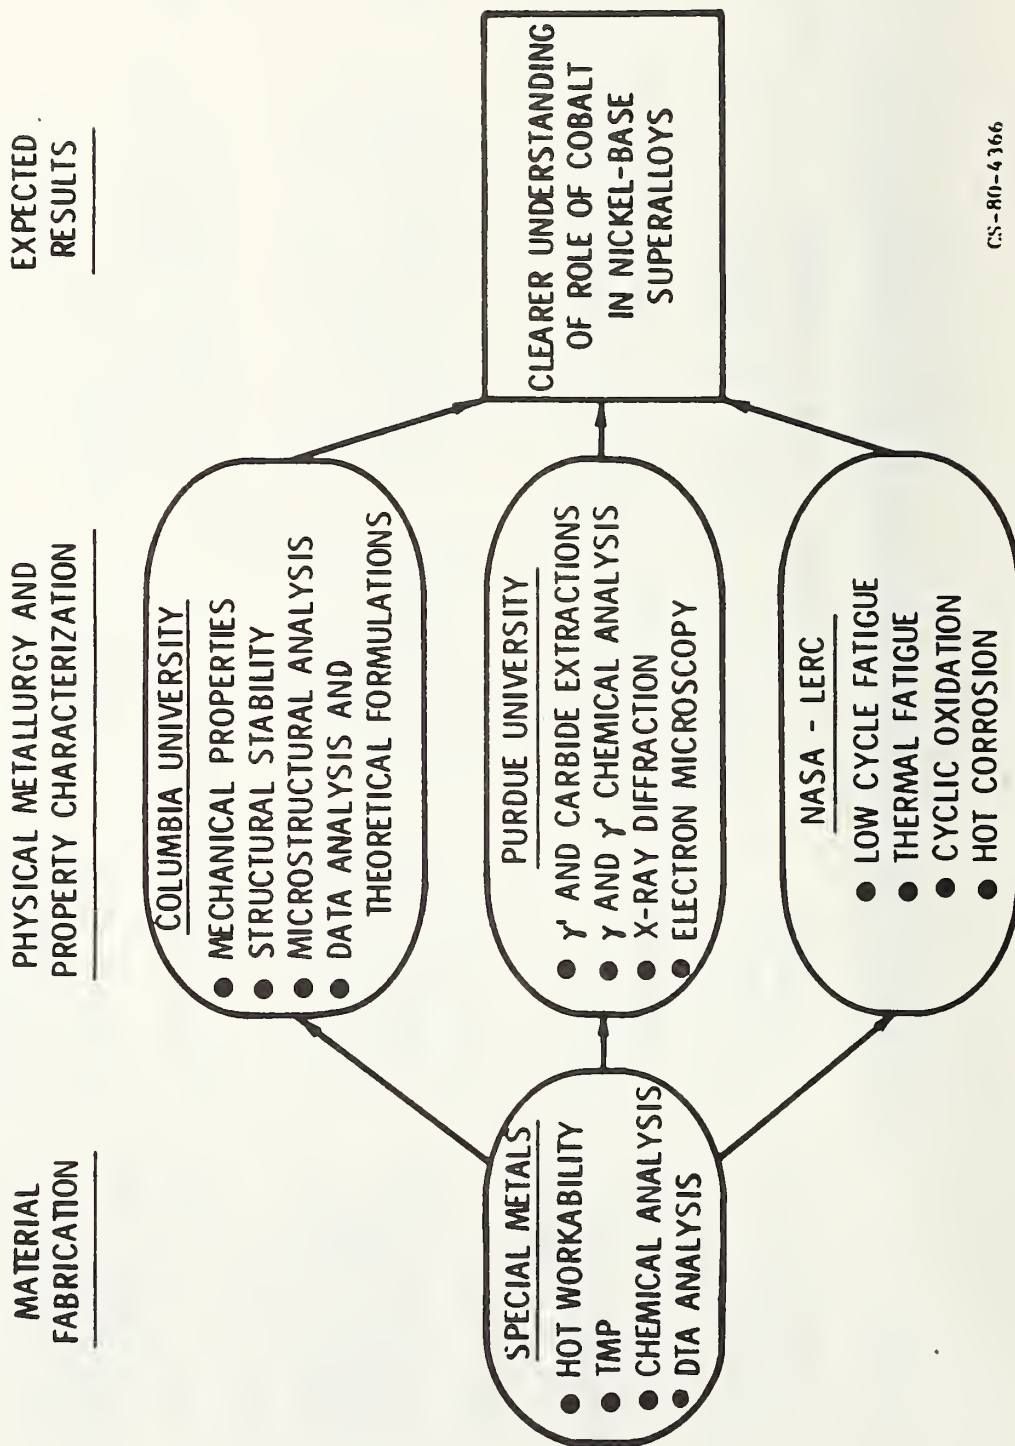 MATERIAL
FABRICATION
PHYSICAL METALLURGY AND
PROPERTY CHARACTERIZATION
EXPECTED
RESULTS
SPECIAL METALS
● HOT WORKABILITY
● TMP
● CHEMICAL ANALYSIS
● DTA ANALYSIS
COLUMBIA UNIVERSITY
● MECHANICAL PROPERTIES
● STRUCTURAL STABILITY
● MICROSTRUCTURAL ANALYSIS
● DATA ANALYSIS AND
THEORETICAL FORMULATIONS
PURDUE UNIVERSITY
● γ' AND CARBIDE EXTRACTIONS
● γ AND γ' CHEMICAL ANALYSIS
● X-RAY DIFFRACTION
● ELECTRON MICROSCOPY
NASA - LERC
● LOW CYCLE FATIGUE
● THERMAL FATIGUE
● CYCLIC OXIDATION
● HOT CORROSION
CLEARER UNDERSTANDING
OF ROLE OF COBALT
IN NICKEL-BASE
SUPERALLOYS
CS-80-4366